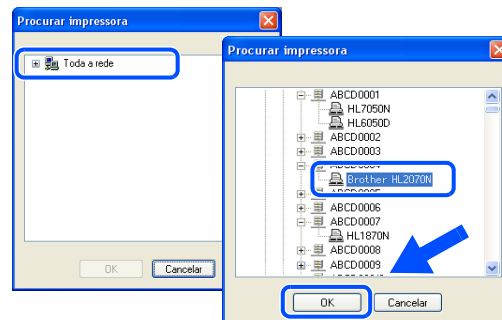 Procurar impressora
Toda a rede
OK
Cancelar
Procurar impressora
ABCD0001
HL7050N
HL6050D
ABCD0002
ABCD0003
Brother HL2070N
ABCD0006
ABCD0007
HL1870N
ABCD0008
ABCD0009
OK
Cancelar